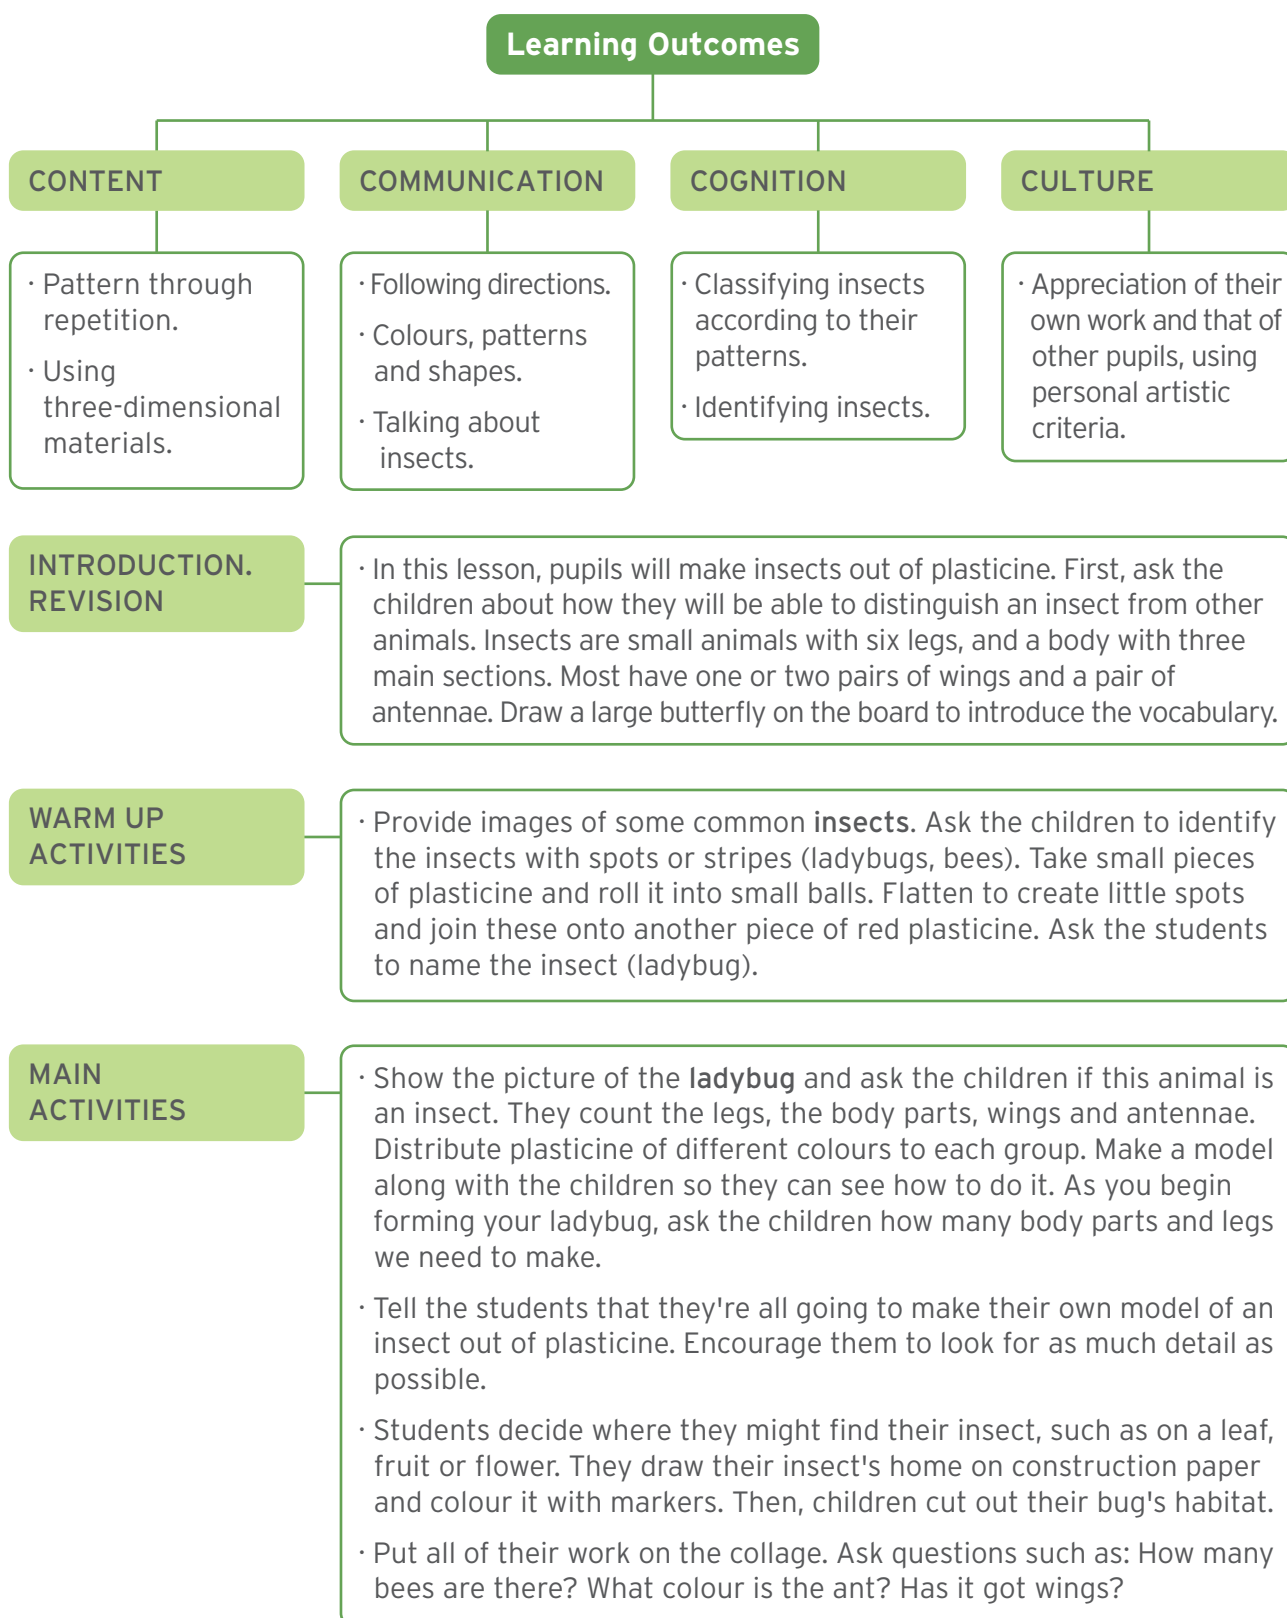 Learning Outcomes
CONTENT
· Pattern through
repetition.
· Using
three-dimensional
materials.
COMMUNICATION
· Following directions.
· Colours, patterns
and shapes.
· Talking about
insects.
COGNITION
· Classifying insects
according to their
patterns.
· Identifying insects.
CULTURE
· Appreciation of their
own work and that of
other pupils, using
personal artistic
criteria.
INTRODUCTION.
REVISION
· In this lesson, pupils will make insects out of plasticine. First, ask the
children about how they will be able to distinguish an insect from other
animals. Insects are small animals with six legs, and a body with three
main sections. Most have one or two pairs of wings and a pair of
antennae. Draw a large butterfly on the board to introduce the vocabulary.
WARM UP
ACTIVITIES
· Provide images of some common insects. Ask the children to identify
the insects with spots or stripes (ladybugs, bees). Take small pieces
of plasticine and roll it into small balls. Flatten to create little spots
and join these onto another piece of red plasticine. Ask the students
to name the insect (ladybug).
MAIN
ACTIVITIES
· Show the picture of the ladybug and ask the children if this animal is
an insect. They count the legs, the body parts, wings and antennae.
Distribute plasticine of different colours to each group. Make a model
along with the children so they can see how to do it. As you begin
forming your ladybug, ask the children how many body parts and legs
we need to make.
· Tell the students that they're all going to make their own model of an
insect out of plasticine. Encourage them to look for as much detail as
possible.
· Students decide where they might find their insect, such as on a leaf,
fruit or flower. They draw their insect's home on construction paper
and colour it with markers. Then, children cut out their bug's habitat.
· Put all of their work on the collage. Ask questions such as: How many
bees are there? What colour is the ant? Has it got wings?